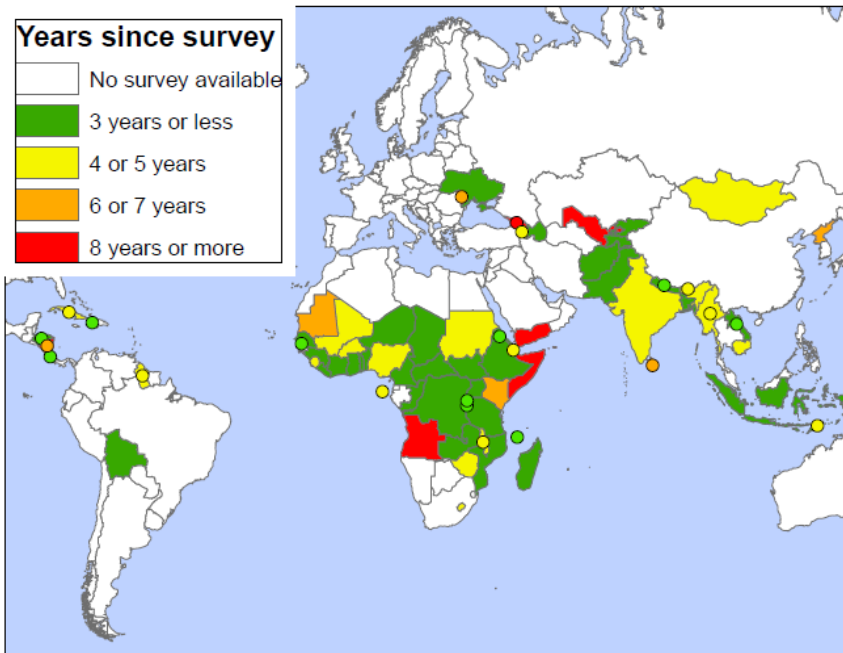 Years since survey
No survey available
3 years or less
4 or 5 years
6 or 7 years
8 years or more